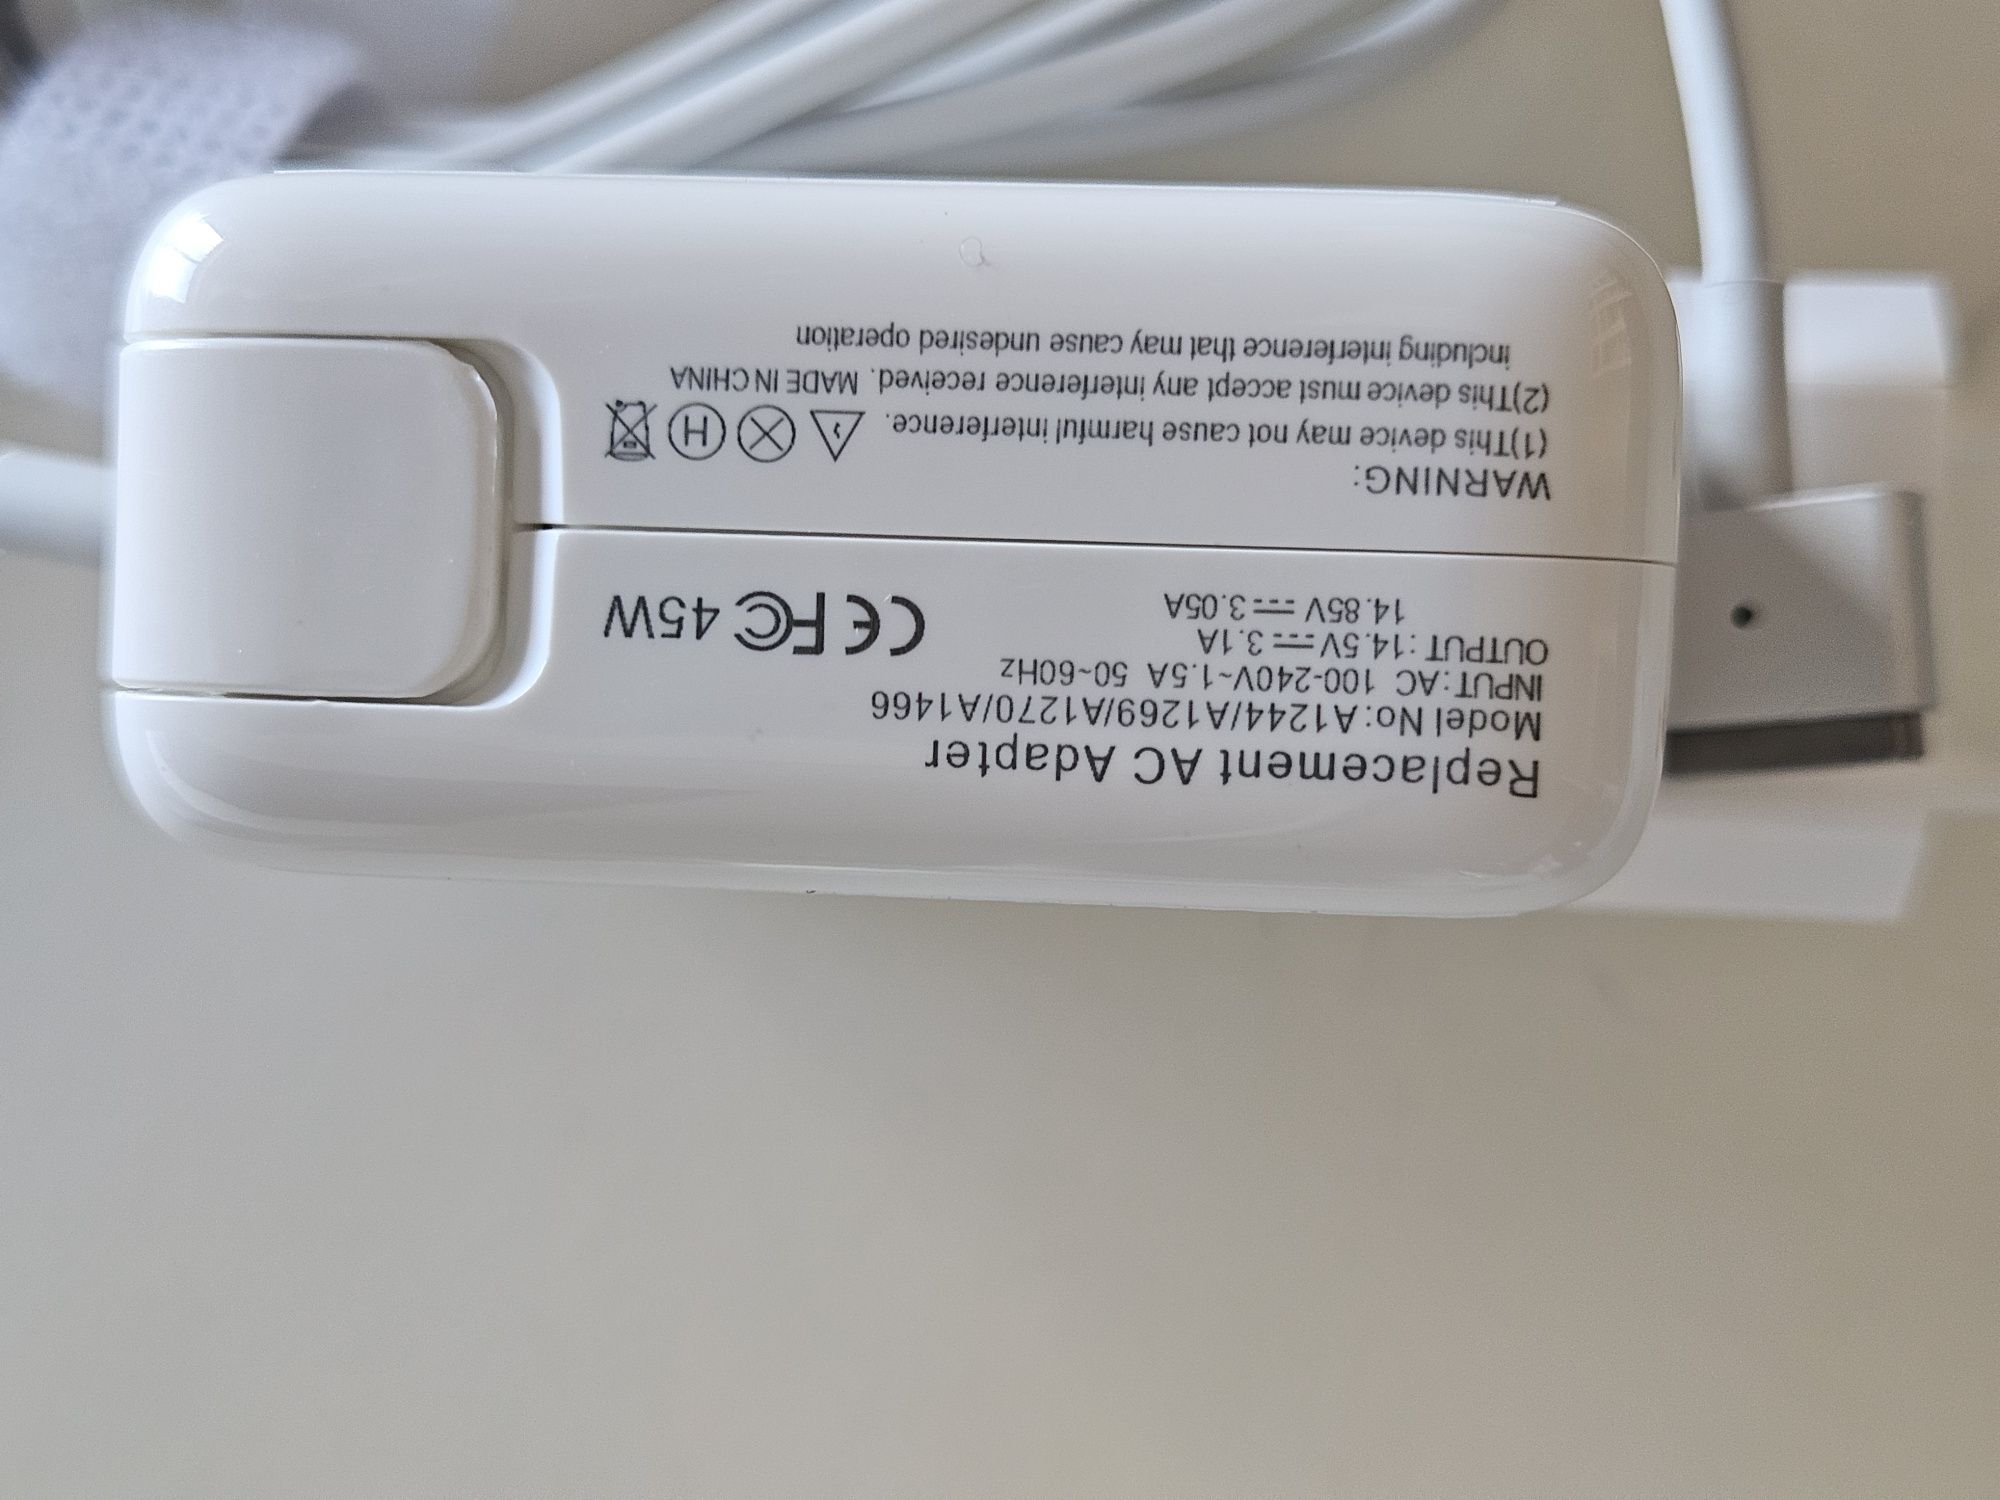 Replacement AC Adapter
Model No:A1244/A1269/A1270/A1466
INPUT:AC 100-240V~1.5A 50~60Hz
OUTPUT:14.5V⎓3.1A
14.85V⎓3.05A
CE FC 45W
WARNING:
(1)This device may not cause harmful interference.
(2)This device must accept any interference received. MADE IN CHINA
including interference that may cause undesired operation